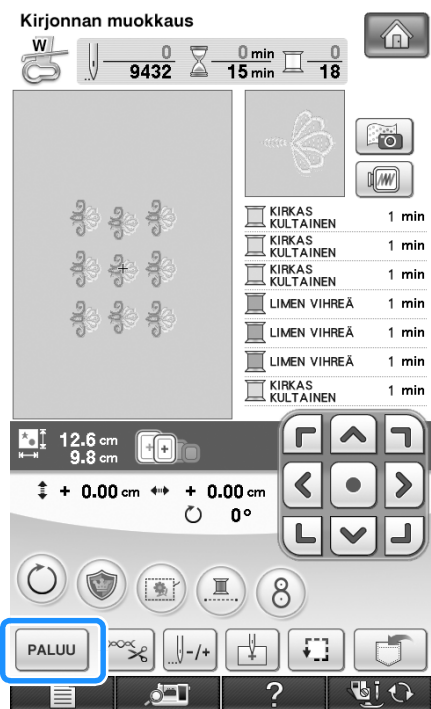 Kirjonnan muokkaus
W
0
9432
0 min
15 min
0
18
KIRKAS
KULTAINEN
1 min
KIRKAS
KULTAINEN
1 min
KIRKAS
KULTAINEN
1 min
LIMEN VIHREÄ
1 min
LIMEN VIHREÄ
1 min
LIMEN VIHREÄ
1 min
KIRKAS
KULTAINEN
1 min
12.6 cm
9.8 cm
+ 0.00 cm + 0.00 cm
0°
PALUU
-/+
?